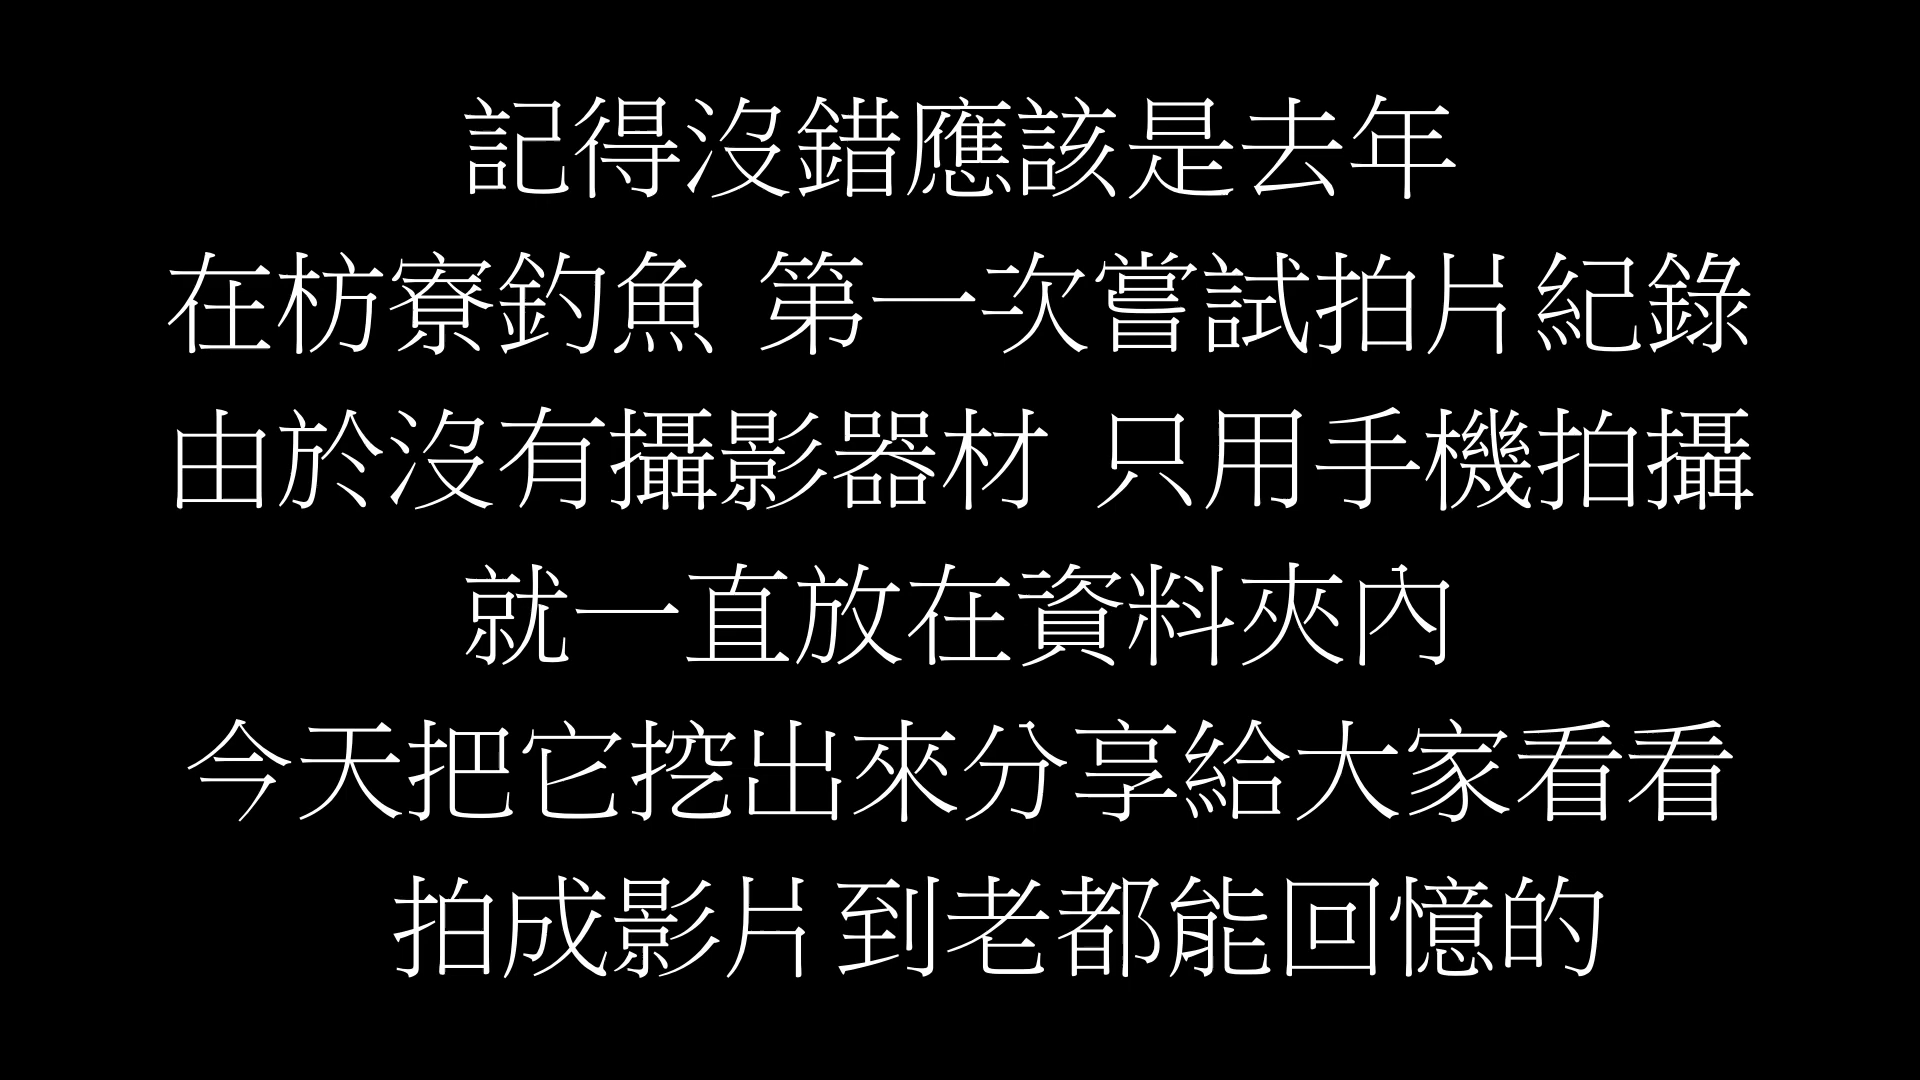 記得沒錯應該是去年
在枋寮釣魚 第一次嘗試拍片紀錄
由於沒有攝影器材 只用手機拍攝
就一直放在資料夾內
今天把它挖出來分享給大家看看
拍成影片到老都能回憶的